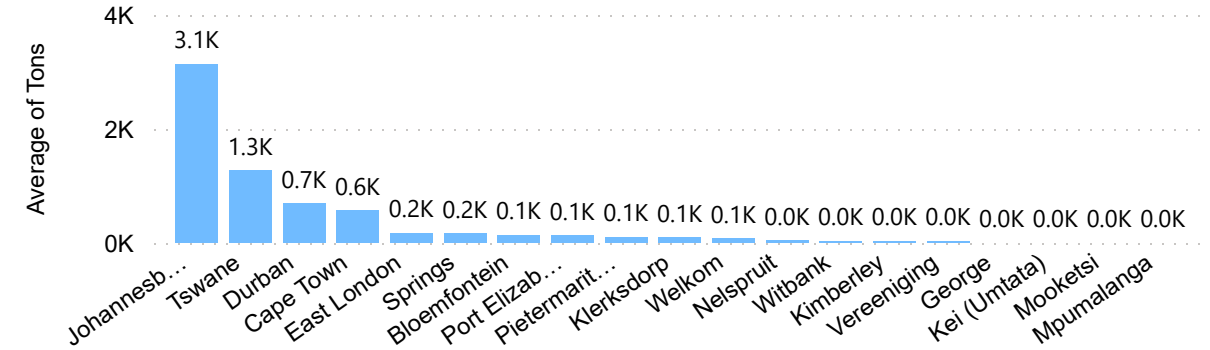 Average of Tons
4K
2K
0K
3.1K
1.3K
0.7K
0.6K
0.2K
0.2K
0.1K
0.1K
0.1K
0.1K
0.1K
0.0K
0.0K
0.0K
0.0K
0.0K
0.0K
0.0K
0.0K
Johannesb…
Tswane
Durban
Cape Town
East London
Springs
Bloemfontein
Port Elizab…
Pietermarit…
Klerksdorp
Welkom
Nelspruit
Witbank
Kimberley
Vereeniging
George
Kei (Umtata)
Mooketsi
Mpumalanga